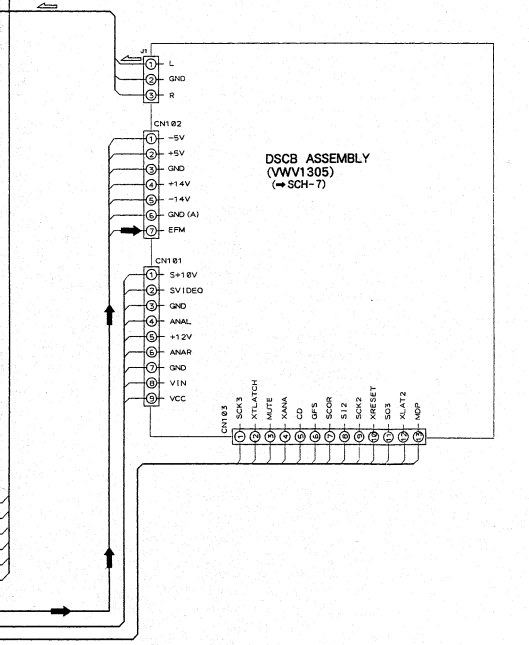 J1
1 L
2 GND
3 R
CN102
1 -5V
2 +5V
3 GND
4 +14V
5 -14V
6 GND(A)
7 EFM
DSCB ASSEMBLY
(VWV1305)
(➡SCH-7)
CN101
1 S+10V
2 SVIDEO
3 GND
4 ANAL
5 +12V
6 ANAR
7 GND
8 VIN
9 VCC
CN103
1 SCK3
2 XTLATCH
3 MUTE
4 XANA
5 CD
6 GFS
7 SCOR
8 SI2
9 SCK2
10 XRESET
11 SO3
12 XLAT2
13 MDP